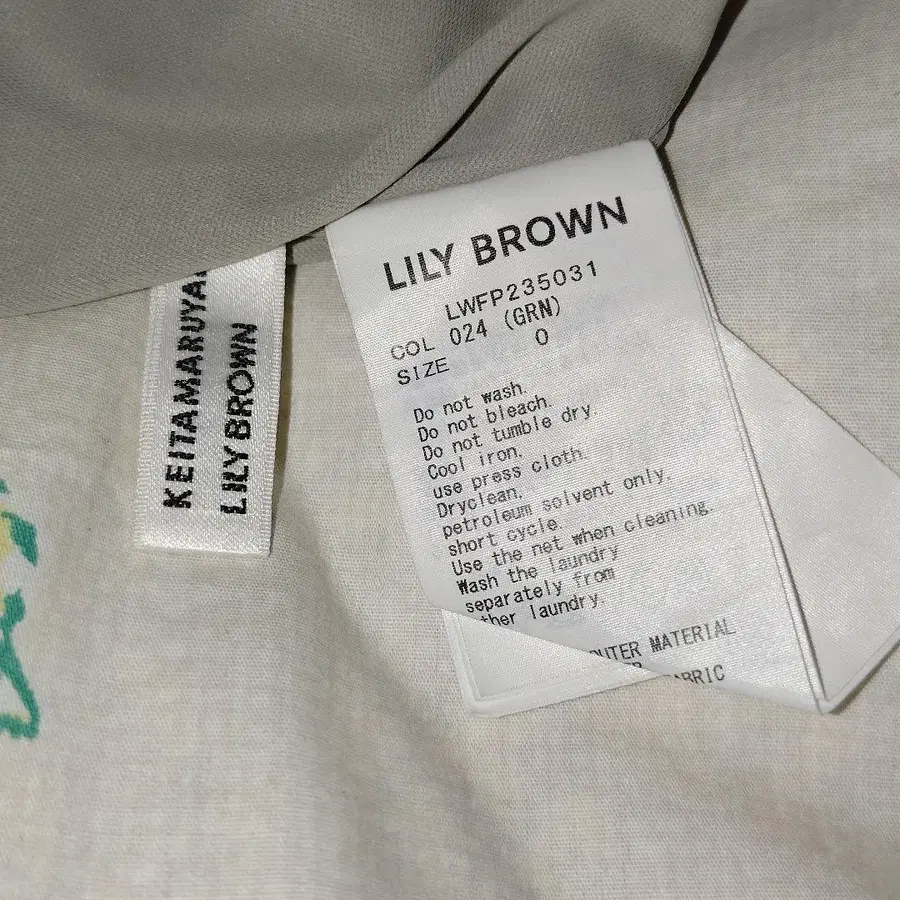 KEITAMARUYA
LILY BROWN
LILY BROWN
LWFP235031
COL 024 (GRN)
SIZE 0
Do not wash.
Do not bleach.
Do not tumble dry.
Cool iron.
use press cloth.
Dryclean.
petroleum solvent only.
short cycle.
Use the net when cleaning.
Wash the laundry
separately from
ther laundry.
OUTER MATERIAL